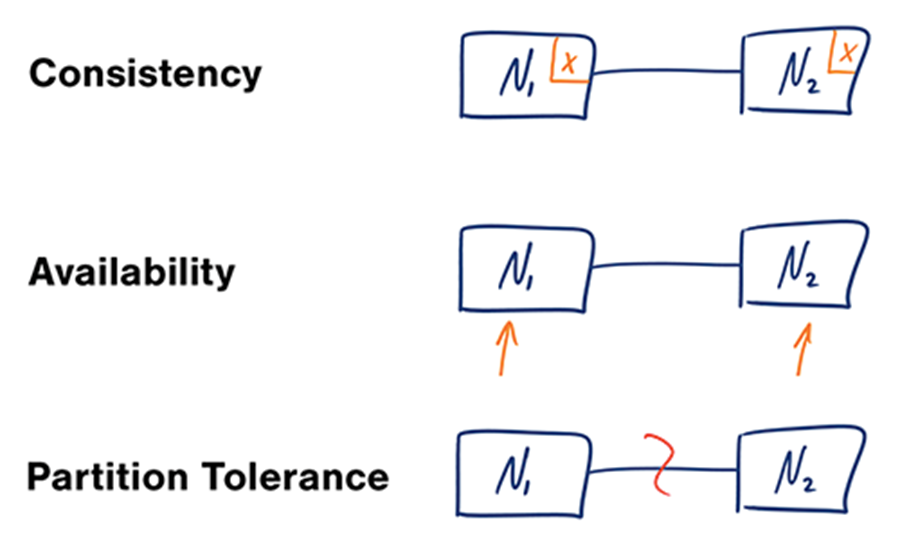 Consistency N₁ x N₂ x
Availability N₁ N₂
Partition Tolerance N₁ N₂